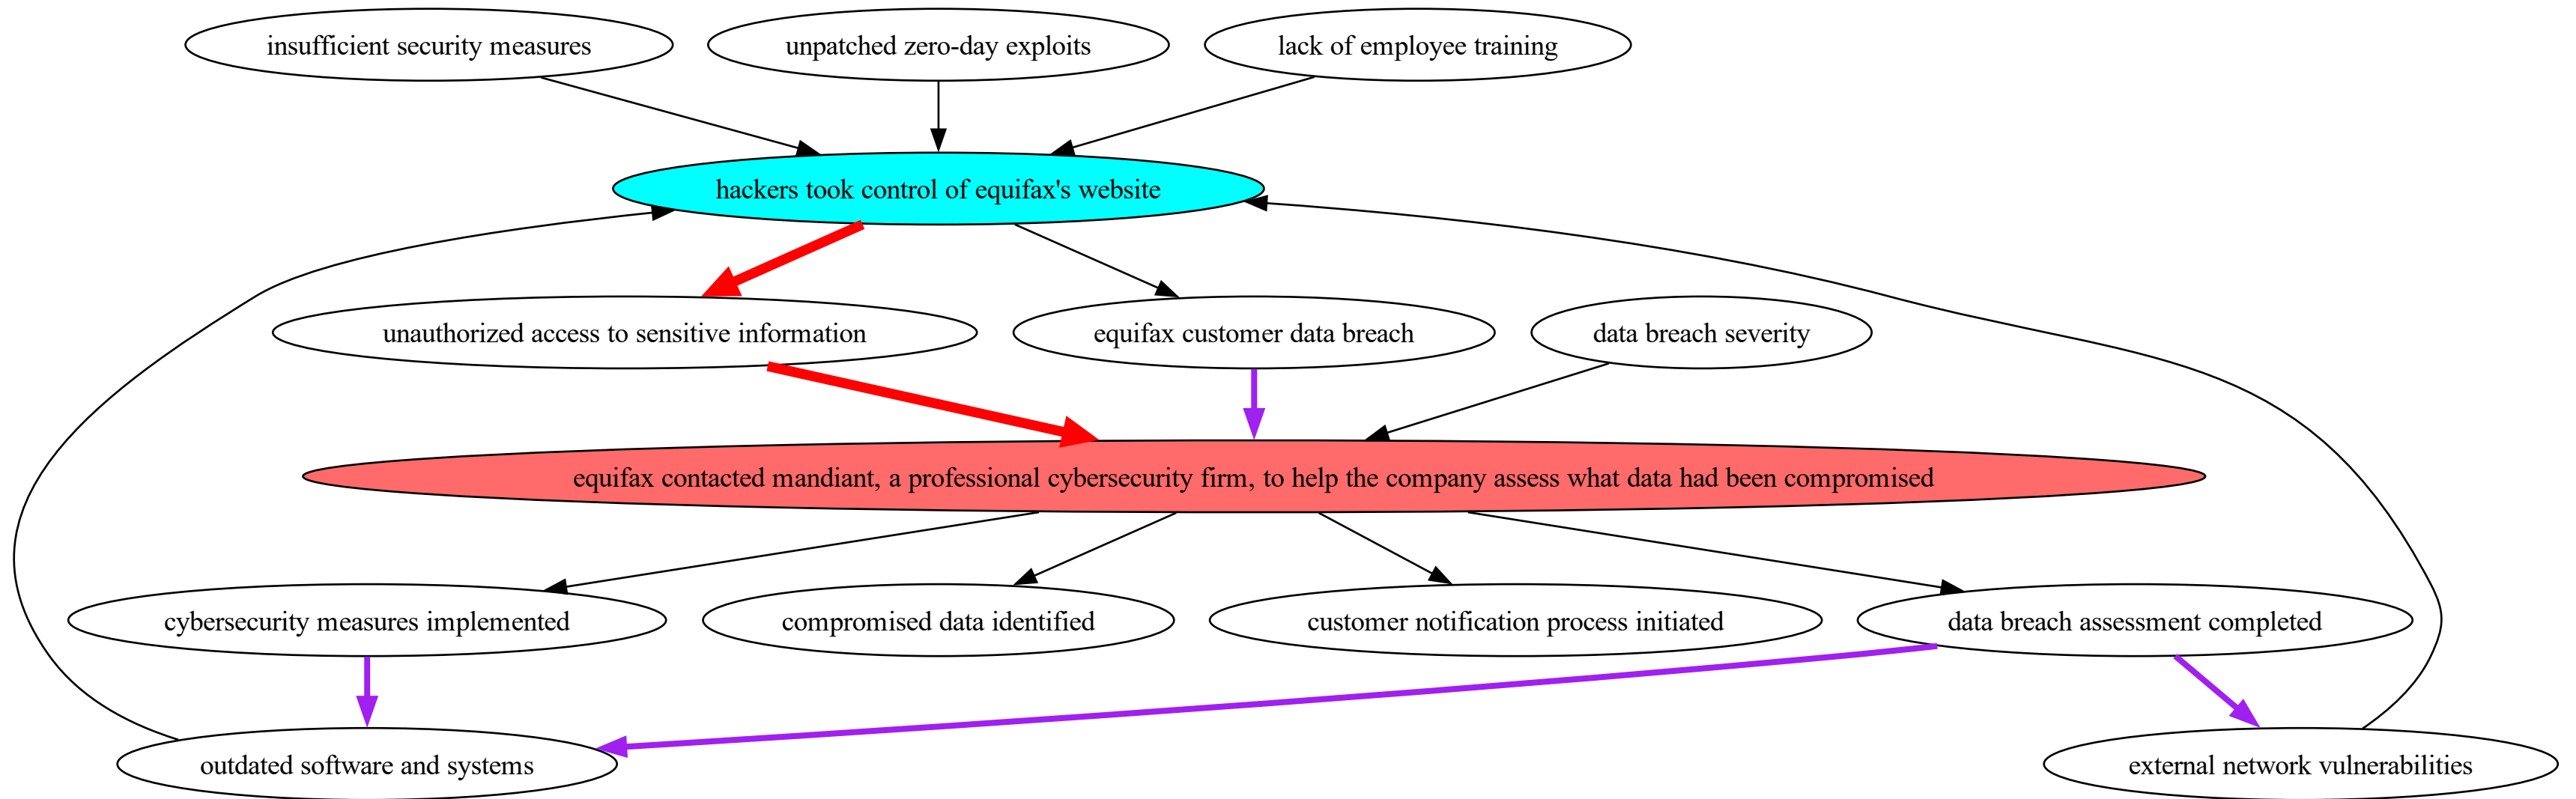 insufficient security measures
unpatched zero-day exploits
lack of employee training
hackers took control of equifax's website
unauthorized access to sensitive information
equifax customer data breach
data breach severity
equifax contacted mandiant, a professional cybersecurity firm, to help the company assess what data had been compromised
cybersecurity measures implemented
compromised data identified
customer notification process initiated
data breach assessment completed
outdated software and systems
external network vulnerabilities